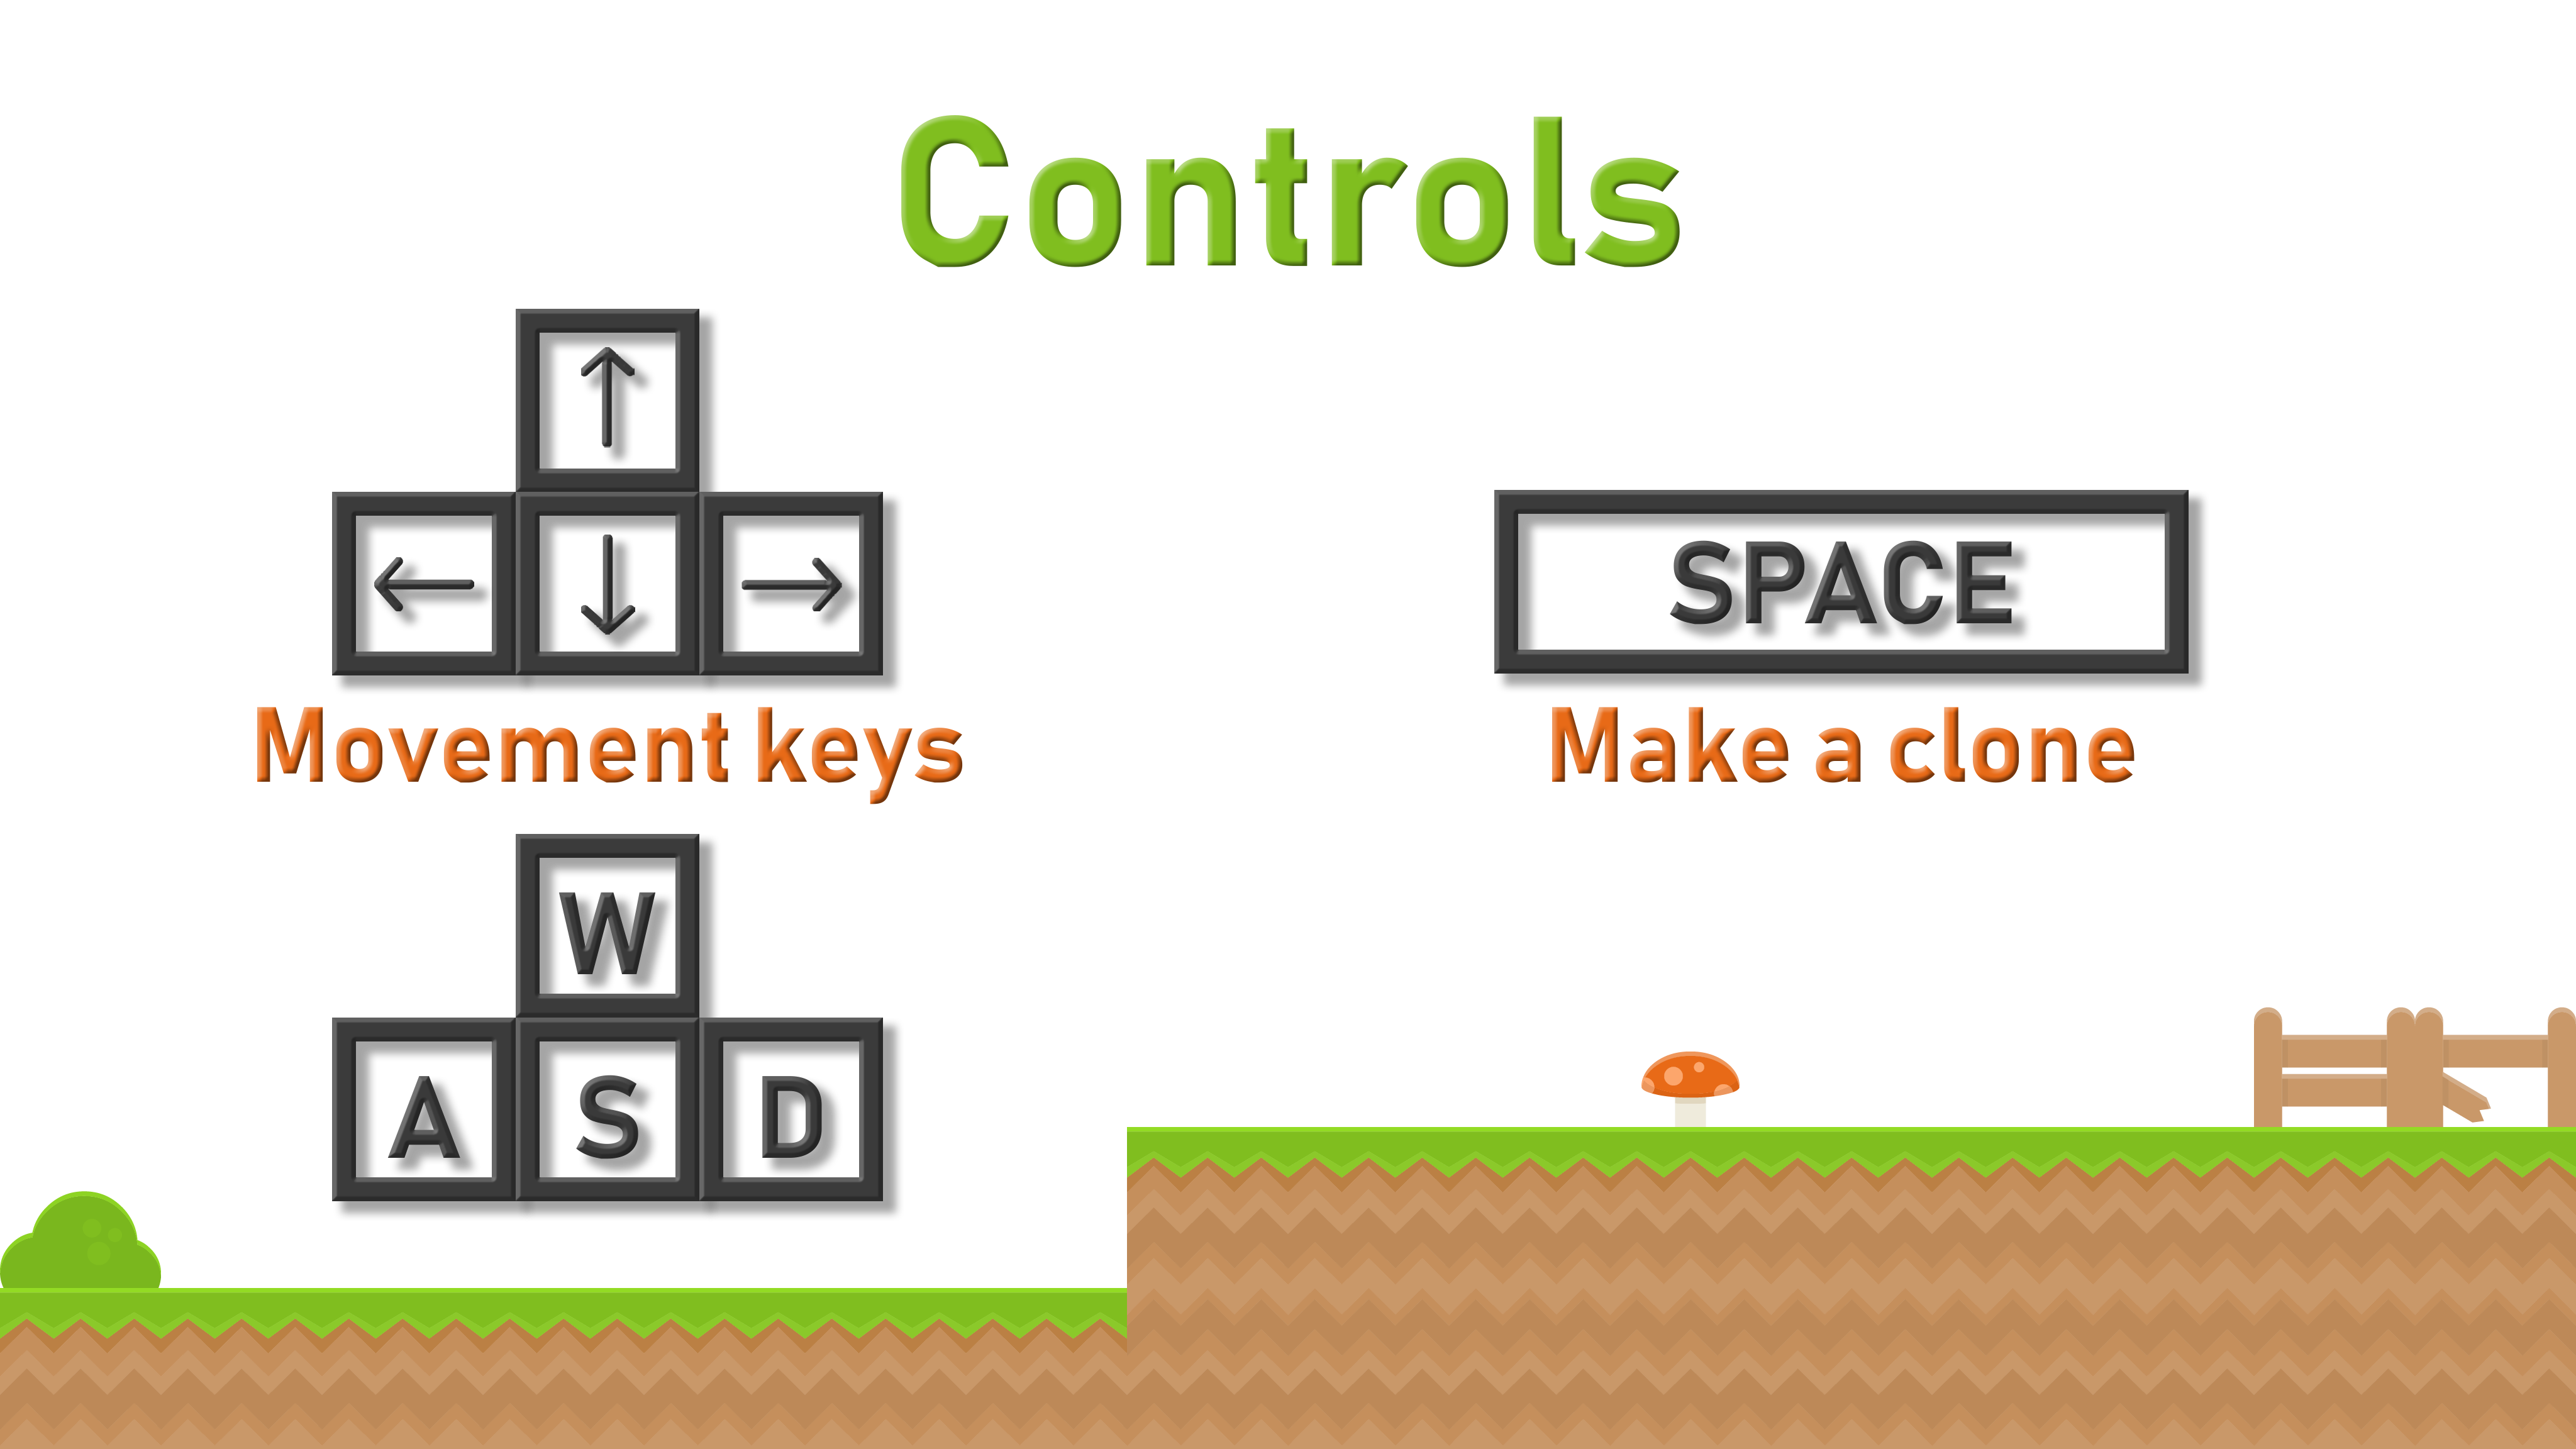 Controls
↑
← ↓ →
Movement keys
W
A S D
SPACE
Make a clone